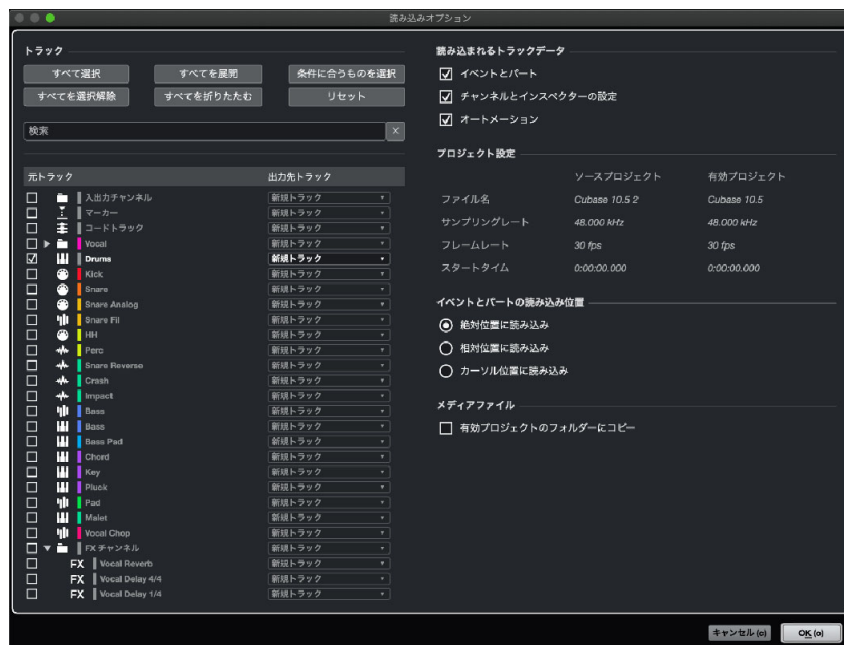 読み込みオプション
トラック
すべて選択 すべてを展開 条件に合うものを選択
すべてを選択解除 すべてを折りたたむ リセット
検索 X
元トラック 出力先トラック
入出力チャンネル 新規トラック
マーカー 新規トラック
コードトラック 新規トラック
Vocal 新規トラック
Drums 新規トラック
Kick 新規トラック
Snare 新規トラック
Snare Analog 新規トラック
Snare Fil 新規トラック
HH 新規トラック
Perc 新規トラック
Snare Reverse 新規トラック
Crash 新規トラック
Impact 新規トラック
Bass 新規トラック
Bass 新規トラック
Bass Pad 新規トラック
Chord 新規トラック
Key 新規トラック
Pluck 新規トラック
Pad 新規トラック
Malet 新規トラック
Vocal Chop 新規トラック
FX チャンネル 新規トラック
FX Vocal Reverb 新規トラック
FX Vocal Delay 4/4 新規トラック
FX Vocal Delay 1/4 新規トラック
読み込まれるトラックデータ
イベントとパート
チャンネルとインスペクターの設定
オートメーション
プロジェクト設定
ソースプロジェクト 有効プロジェクト
ファイル名 Cubase 10.5 2 Cubase 10.5
サンプリングレート 48.000 kHz 48.000 kHz
フレームレート 30 fps 30 fps
スタートタイム 0:00:00.000 0:00:00.000
イベントとパートの読み込み位置
絶対位置に読み込み
相対位置に読み込み
カーソル位置に読み込み
メディアファイル
有効プロジェクトのフォルダーにコピー
キャンセル (c) OK (o)